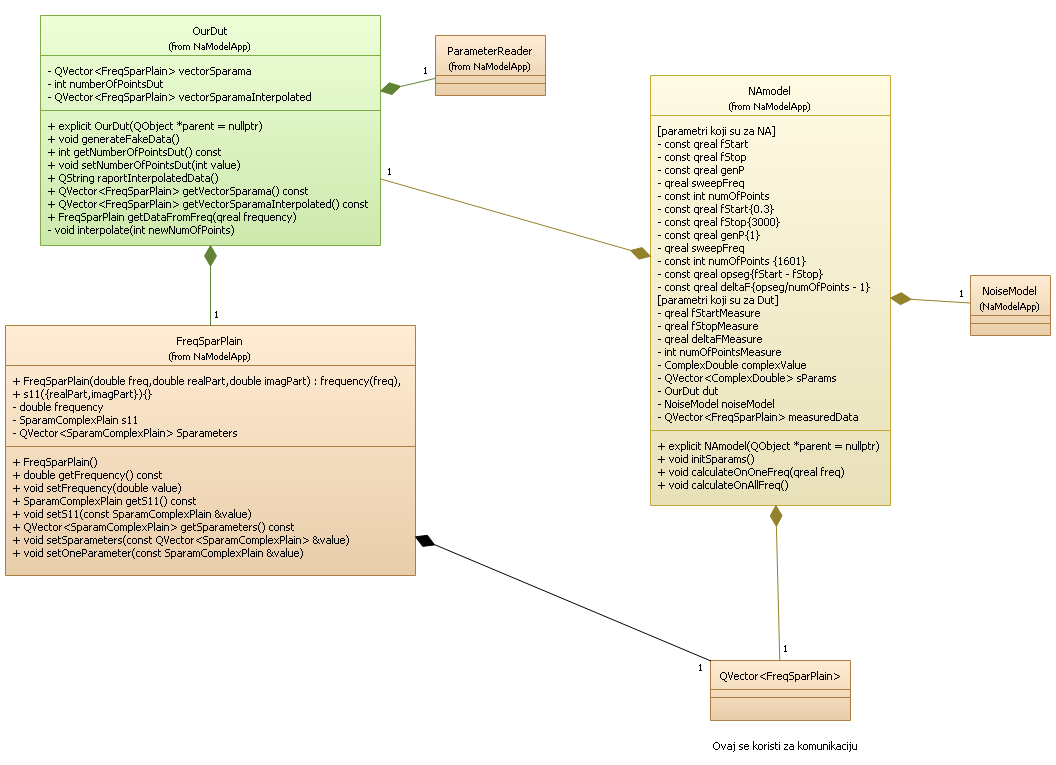 OurDut
(from NaModelApp)
- QVector<FreqSparPlain> vectorSparama
- int numberOfPointsDut
- QVector<FreqSparPlain> vectorSparamaInterpolated
+ explicit OurDut(QObject *parent = nullptr)
+ void generateFakeData()
+ int getNumberOfPointsDut() const
+ void setNumberOfPointsDut(int value)
+ QString raportInterpolatedData()
+ QVector<FreqSparPlain> getVectorSparama() const
+ QVector<FreqSparPlain> getVectorSparamaInterpolated() const
+ FreqSparPlain getDataFromFreq(qreal frequency)
- void interpolate(int newNumOfPoints)
1
ParameterReader
(from NaModelApp)
1
NAmodel
(from NaModelApp)
[parametri koji su za NA]
- const qreal fStart
- const qreal fStop
- const qreal genP
- qreal sweepFreq
- const int numOfPoints
- const qreal fStart{0.3}
- const qreal fStop{3000}
- const qreal genP{1}
- qreal sweepFreq
- const int numOfPoints {1601}
- const qreal opseg{fStart - fStop}
- const qreal deltaF{opseg/numOfPoints - 1}
[parametri koji su za Dut]
- qreal fStartMeasure
- qreal fStopMeasure
- qreal deltaFMeasure
- int numOfPointsMeasure
- ComplexDouble complexValue
- QVector<ComplexDouble> sParams
- OurDut dut
- NoiseModel noiseModel
- QVector<FreqSparPlain> measuredData
+ explicit NAmodel(QObject *parent = nullptr)
+ void initSparams()
+ void calculateOnOneFreq(qreal freq)
+ void calculateOnAllFreq()
1
NoiseModel
(NaModelApp)
1
FreqSparPlain
(from NaModelApp)
+ FreqSparPlain(double freq,double realPart,double imagPart) : frequency(freq),
+ s11({realPart,imagPart}){}
- double frequency
- SparamComplexPlain s11
- QVector<SparamComplexPlain> Sparameters
+ FreqSparPlain()
+ double getFrequency() const
+ void setFrequency(double value)
+ SparamComplexPlain getS11() const
+ void setS11(const SparamComplexPlain &value)
+ QVector<SparamComplexPlain> getSparameters() const
+ void setSparameters(const QVector<SparamComplexPlain> &value)
+ void setOneParameter(const SparamComplexPlain &value)
1
1
QVector<FreqSparPlain>
Ovaj se koristi za komunikaciju